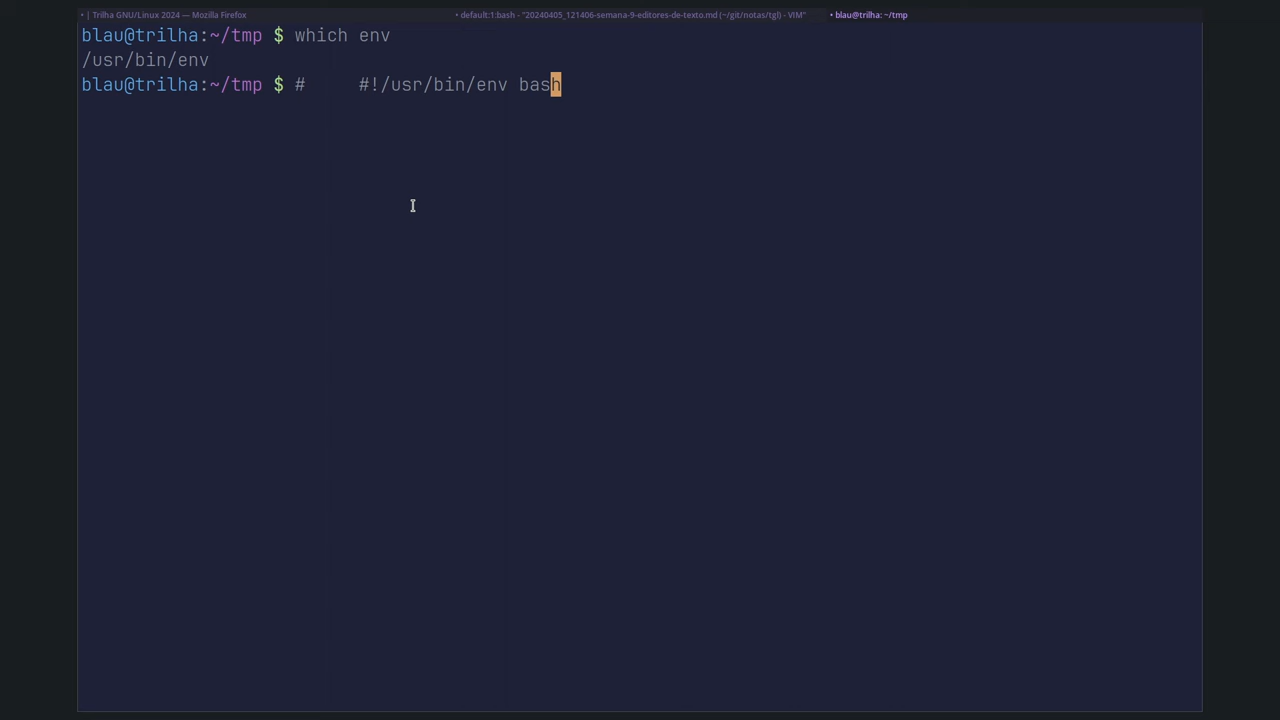 • | Trilha GNU/Linux 2024 — Mozilla Firefox
• default:1:bash - "20240405_121406-semana-9-editores-de-texto.md (~/git/notas/tgl) - VIM"
• blau@trilha: ~/tmp
blau@trilha:~/tmp $ which env
/usr/bin/env
blau@trilha:~/tmp $ #     #!/usr/bin/env bash